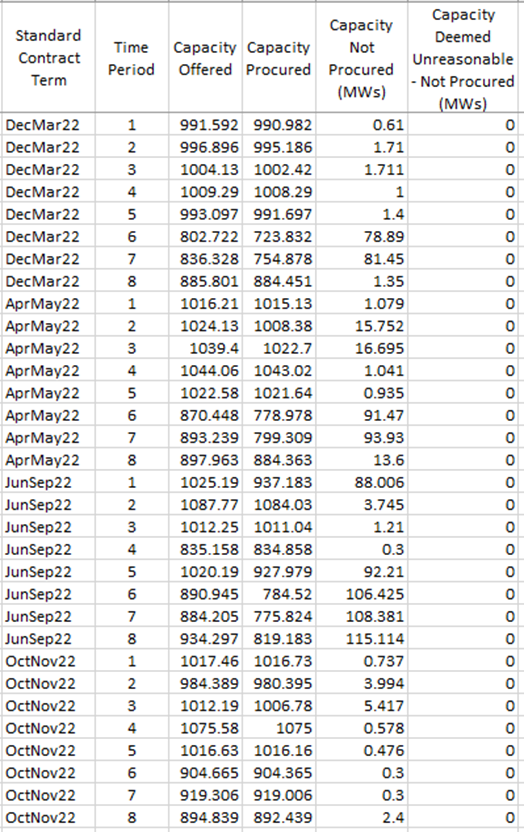 Standard Contract Term Time Period Capacity Offered Capacity Procured Capacity Not Procured (MWs) Capacity Deemed Unreasonable - Not Procured (MWs)
DecMar22 1 991.592 990.982 0.61 0
DecMar22 2 996.896 995.186 1.71 0
DecMar22 3 1004.13 1002.42 1.711 0
DecMar22 4 1009.29 1008.29 1 0
DecMar22 5 993.097 991.697 1.4 0
DecMar22 6 802.722 723.832 78.89 0
DecMar22 7 836.328 754.878 81.45 0
DecMar22 8 885.801 884.451 1.35 0
AprMay22 1 1016.21 1015.13 1.079 0
AprMay22 2 1024.13 1008.38 15.752 0
AprMay22 3 1039.4 1022.7 16.695 0
AprMay22 4 1044.06 1043.02 1.041 0
AprMay22 5 1022.58 1021.64 0.935 0
AprMay22 6 870.448 778.978 91.47 0
AprMay22 7 893.239 799.309 93.93 0
AprMay22 8 897.963 884.363 13.6 0
JunSep22 1 1025.19 937.183 88.006 0
JunSep22 2 1087.77 1084.03 3.745 0
JunSep22 3 1012.25 1011.04 1.21 0
JunSep22 4 835.158 834.858 0.3 0
JunSep22 5 1020.19 927.979 92.21 0
JunSep22 6 890.945 784.52 106.425 0
JunSep22 7 884.205 775.824 108.381 0
JunSep22 8 934.297 819.183 115.114 0
OctNov22 1 1017.46 1016.73 0.737 0
OctNov22 2 984.389 980.395 3.994 0
OctNov22 3 1012.19 1006.78 5.417 0
OctNov22 4 1075.58 1075 0.578 0
OctNov22 5 1016.63 1016.16 0.476 0
OctNov22 6 904.665 904.365 0.3 0
OctNov22 7 919.306 919.006 0.3 0
OctNov22 8 894.839 892.439 2.4 0